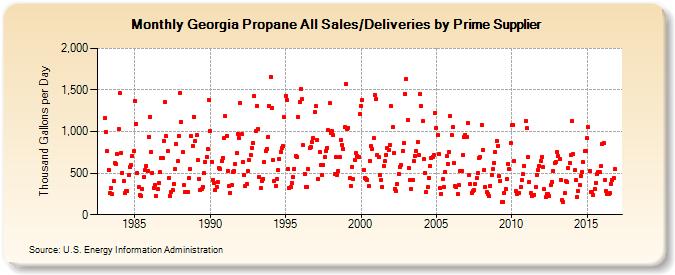 Monthly Georgia Propane All Sales/Deliveries by Prime Supplier
Thousand Gallons per Day
2,000
1,500
1,000
500
0
1985 1990 1995 2000 2005 2010 2015
Source: U.S. Energy Information Administration